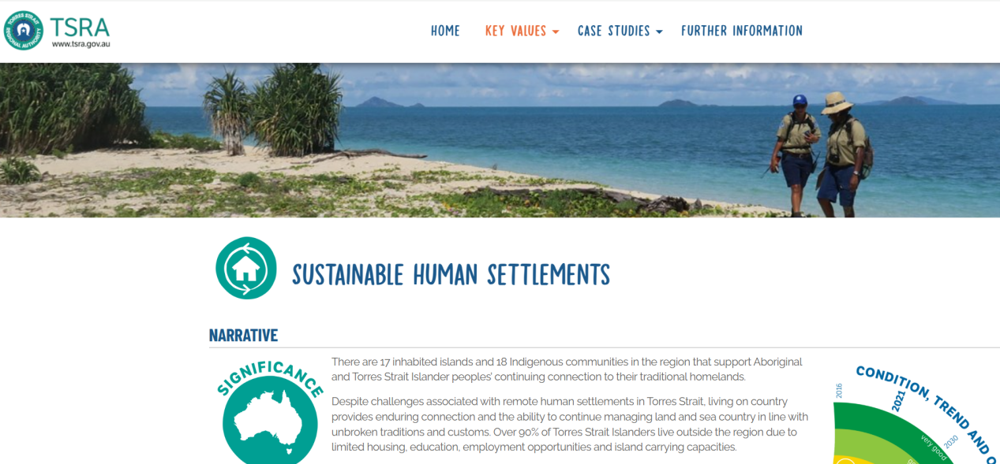 TORRES STRAIT
REGIONAL AUTHORITY
TSRA
www.tsra.gov.au
HOME
KEY VALUES
CASE STUDIES
FURTHER INFORMATION
SUSTAINABLE HUMAN SETTLEMENTS
NARRATIVE
SIGNIFICANCE
There are 17 inhabited islands and 18 Indigenous communities in the region that support Aboriginal
and Torres Strait Islander peoples' continuing connection to their traditional homelands.
Despite challenges associated with remote human settlements in Torres Strait, living on country
provides enduring connection and the ability to continue managing land and sea country in line with
unbroken traditions and customs. Over 90% of Torres Strait Islanders live outside the region due to
limited housing, education, employment opportunities and island carrying capacities.
CONDITION, TREND AND
2016
2021
2030
very good